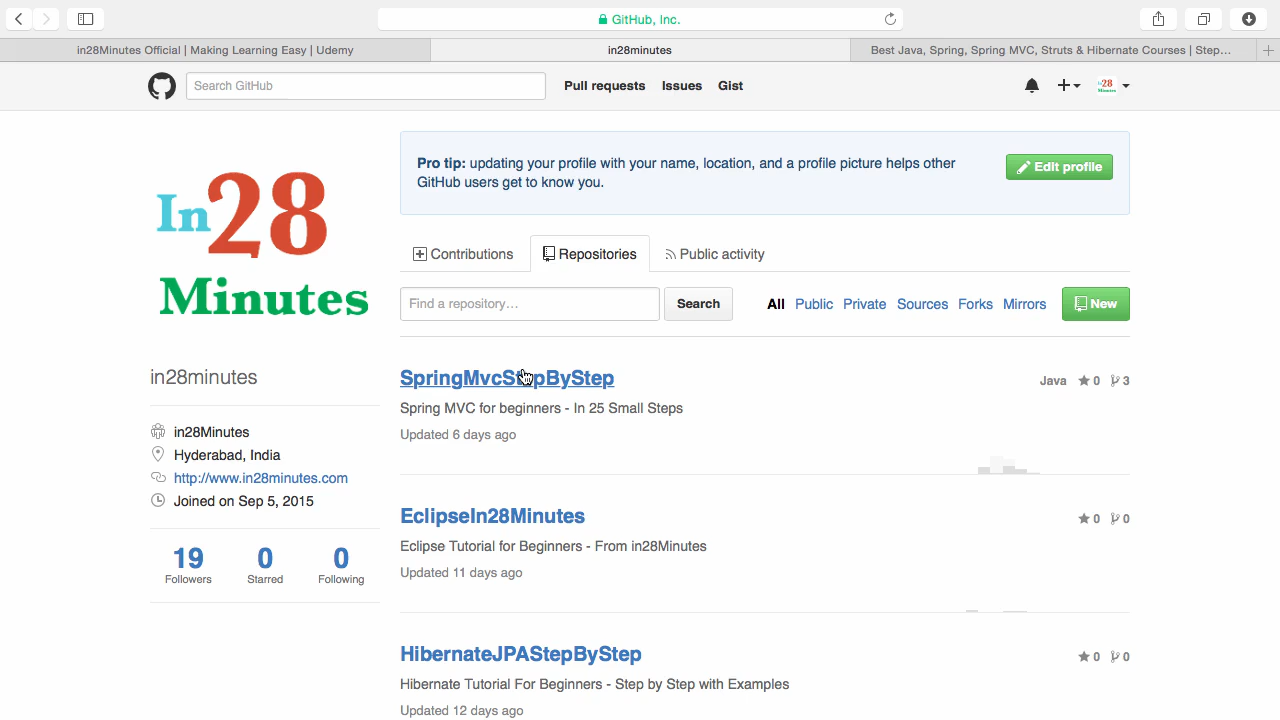 GitHub, Inc.
in28Minutes Official | Making Learning Easy | Udemy
in28minutes
Best Java, Spring, Spring MVC, Struts & Hibernate Courses | Step...
Search GitHub
Pull requests
Issues
Gist
28
Minutes
Pro tip: updating your profile with your name, location, and a profile picture helps other
GitHub users get to know you.
Edit profile
In28
Minutes
Contributions
Repositories
Public activity
Find a repository...
Search
All Public Private Sources Forks Mirrors
New
in28minutes
in28Minutes
Hyderabad, India
http://www.in28minutes.com
Joined on Sep 5, 2015
19 0 0
Followers Starred Following
SpringMvcStepByStep
Java 0 3
Spring MVC for beginners - In 25 Small Steps
Updated 6 days ago
EclipseIn28Minutes
0 0
Eclipse Tutorial for Beginners - From in28Minutes
Updated 11 days ago
HibernateJPAStepByStep
0 0
Hibernate Tutorial For Beginners - Step by Step with Examples
Updated 12 days ago